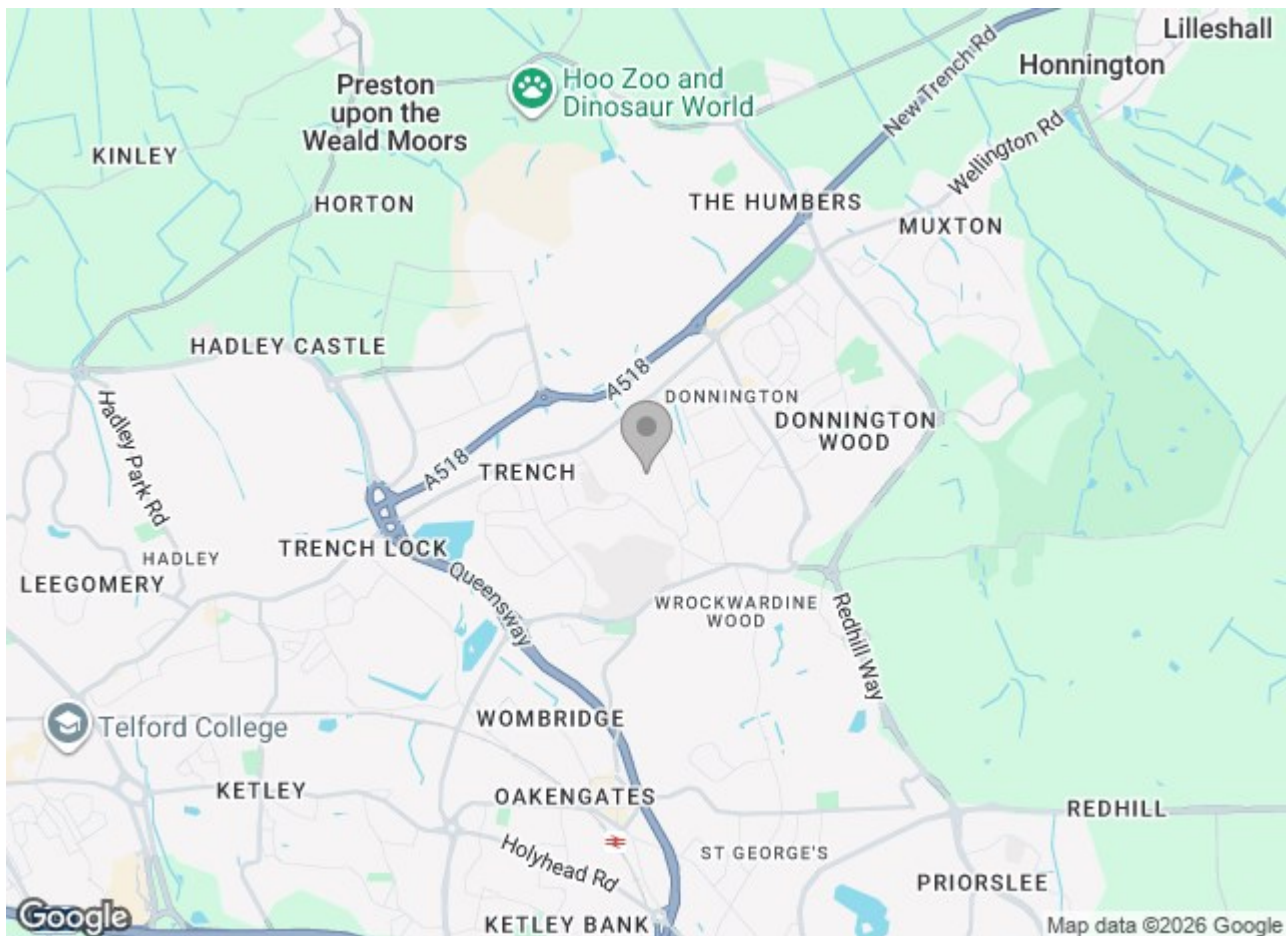 Lilleshall
Honnington
New Trench Rd
Hoo Zoo and
Dinosaur World
Preston
upon the
Weald Moors
Wellington Rd
KINLEY
HORTON
THE HUMBERS
MUXTON
HADLEY CASTLE
A518
DONNINGTON
Hadley Park Rd
DONNINGTON
WOOD
TRENCH
A518
TRENCH LOCK
HADLEY
LEEGOMERY
Queensway
WROCKWARDINE
WOOD
Redhill Way
Telford College
WOMBRIDGE
KETLEY
OAKENGATES
REDHILL
Holyhead Rd
ST GEORGE'S
PRIORSLEE
KETLEY BANK
Google
Map data ©2026 Google